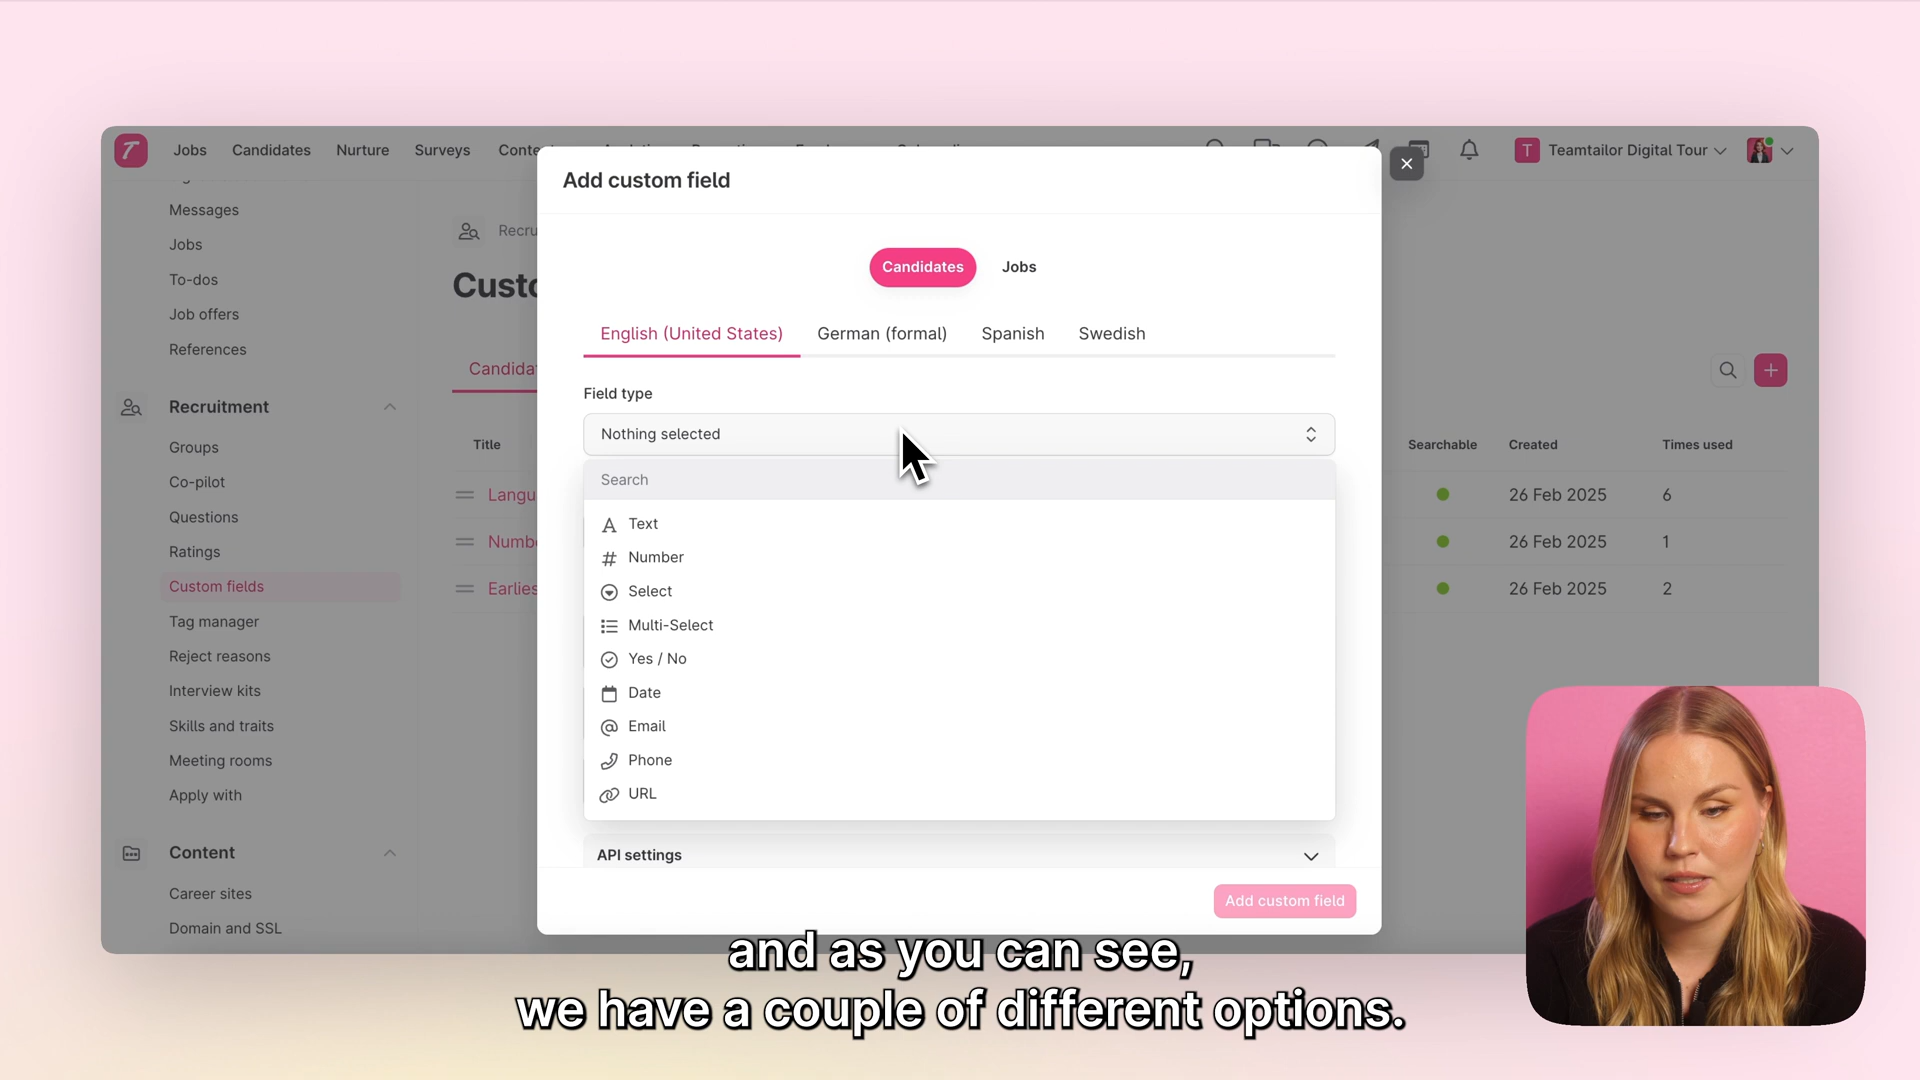 Jobs Candidates Nurture Surveys
T Teamtailor Digital Tour
Add custom field
Messages
Jobs
To-dos
Job offers
References
Recruitment
Groups
Co-pilot
Questions
Ratings
Custom fields
Tag manager
Reject reasons
Interview kits
Skills and traits
Meeting rooms
Apply with
Content
Career sites
Domain and SSL
Candidates Jobs
English (United States) German (formal) Spanish Swedish
Field type
Nothing selected
Search
Text
Number
Select
Multi-Select
Yes / No
Date
Email
Phone
URL
API settings
Add custom field
Title Searchable Created Times used
26 Feb 2025 6
26 Feb 2025 1
26 Feb 2025 2
and as you can see,
we have a couple of different options.